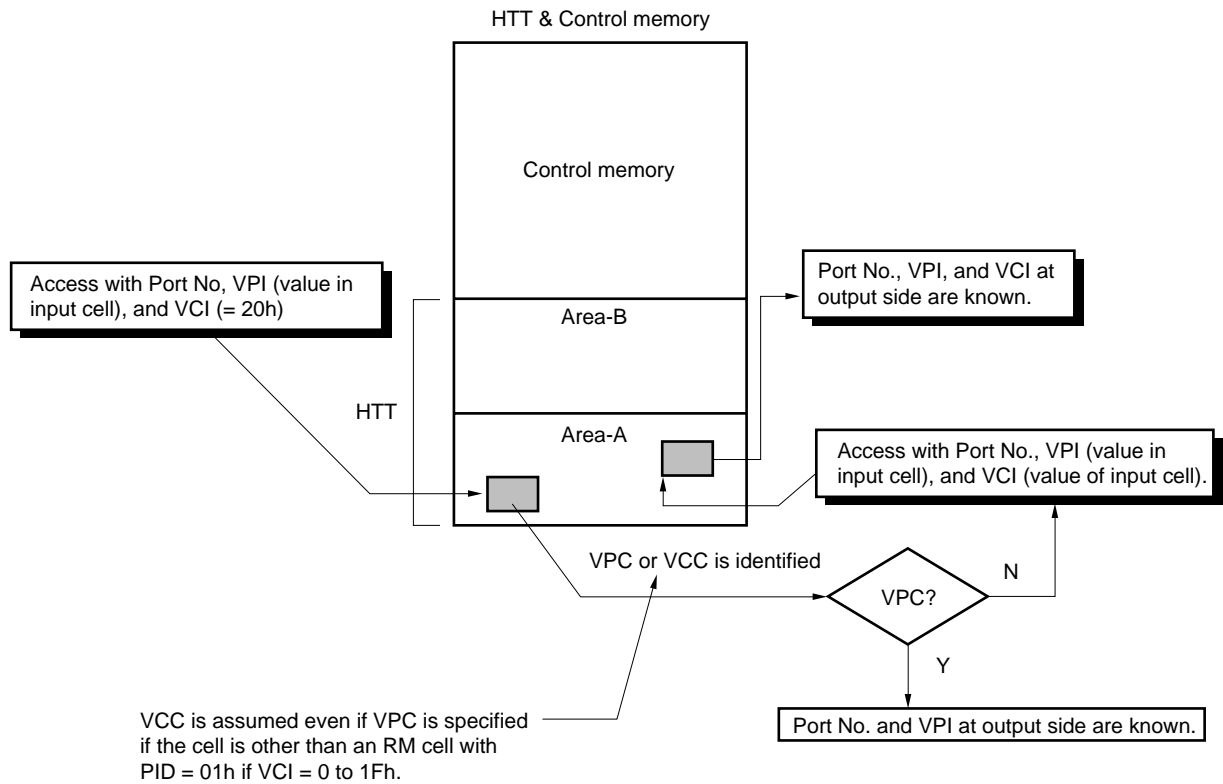 HTT & Control memory
Control memory
Access with Port No, VPI (value in
input cell), and VCI (= 20h)
Port No., VPI, and VCI at
output side are known.
Area-B
HTT
Area-A
Access with Port No., VPI (value in
input cell), and VCI (value of input cell).
VPC or VCC is identified
N
VPC?
Y
VCC is assumed even if VPC is specified
if the cell is other than an RM cell with
PID = 01h if VCI = 0 to 1Fh.
Port No. and VPI at output side are known.